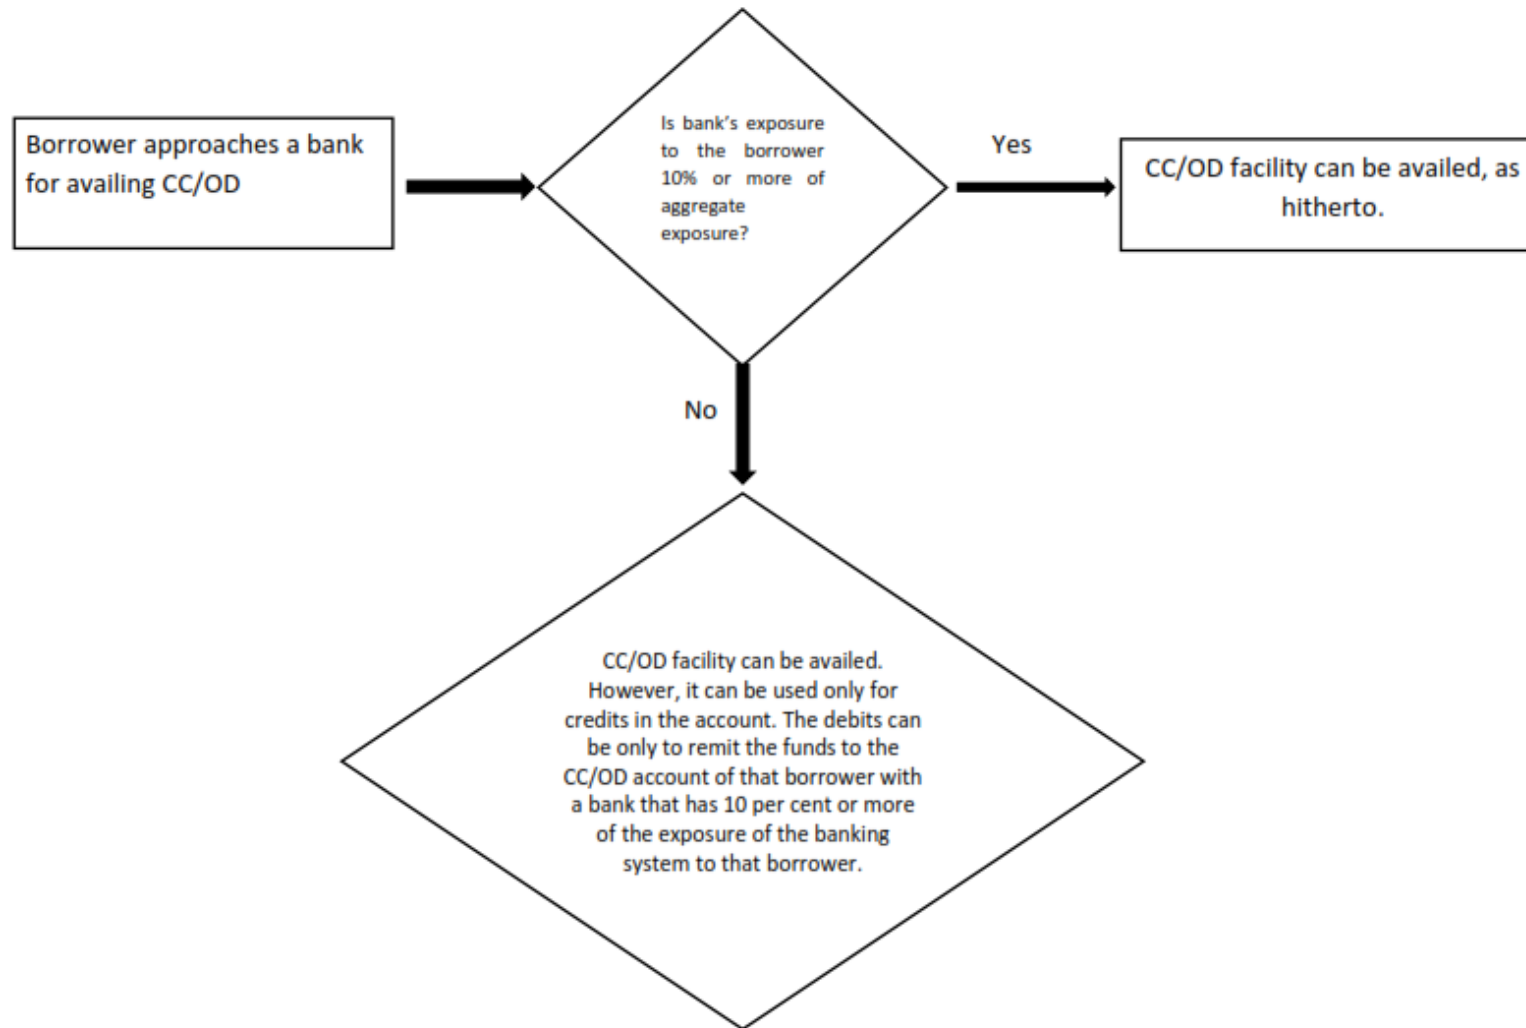 Borrower approaches a bank
for availing CC/OD
Is bank's exposure
to the borrower
10% or more of
aggregate
exposure?
Yes
CC/OD facility can be availed, as
hitherto.
No
CC/OD facility can be availed.
However, it can be used only for
credits in the account. The debits can
be only to remit the funds to the
CC/OD account of that borrower with
a bank that has 10 per cent or more
of the exposure of the banking
system to that borrower.